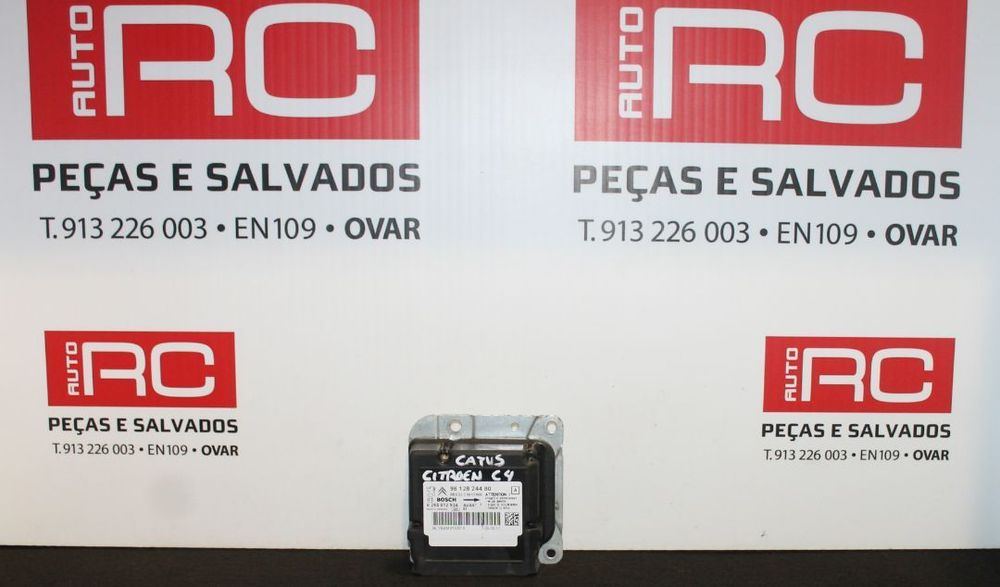 AUTO RC
PEÇAS E SALVADOS
T. 913 226 003 • EN109 • OVAR
AUTO RC
PEÇAS E SALVADOS
T. 913 226 003 • EN109 • OVAR
AUTO RC
PEÇAS E SALVADOS
T. 913 226 003 • EN109 • OVAR
AUTO RC
PEÇAS E SALVADOS
T. 913 226 003 • EN109 • OVAR
CATUS
CITROEN C4
98 128 244 80
ATTENTION
BOSCH